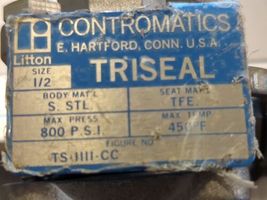 CONTROMATICS
E. HARTFORD, CONN. U.S.A.
Litton
TRISEAL
SIZE
1/2
BODY MAT'L
S. STL
SEAT MAT'L
TFE
MAX PRESS
800 P.S.I.
MAX TEMP
450°F
FIGURE NO.
TS-1111-CC